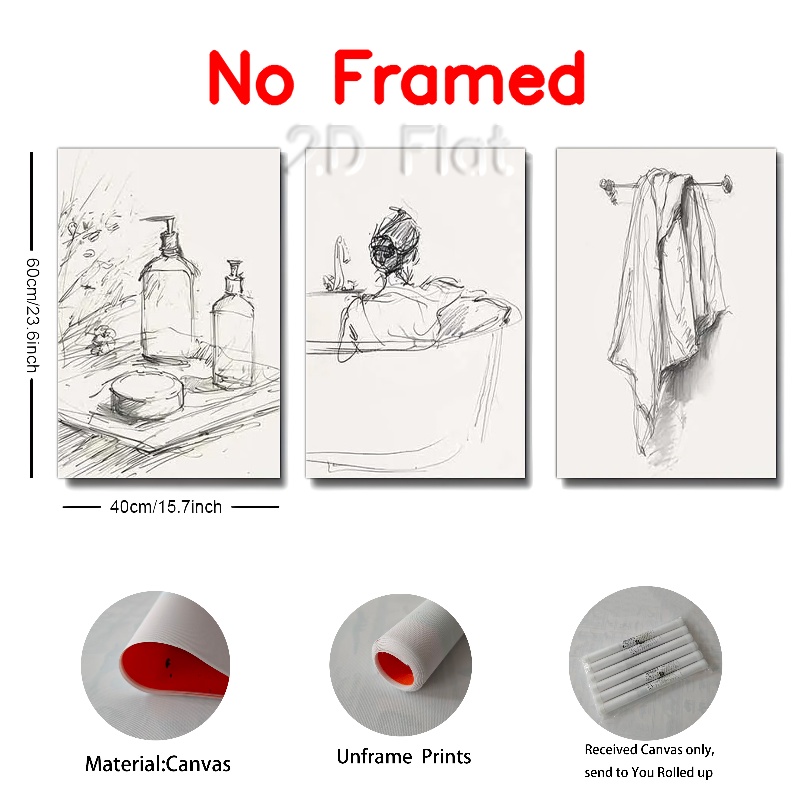 No Framed
2D Flat
60cm/23.6inch
40cm/15.7inch
Material:Canvas
Unframe Prints
Received Canvas only,
send to You Rolled up